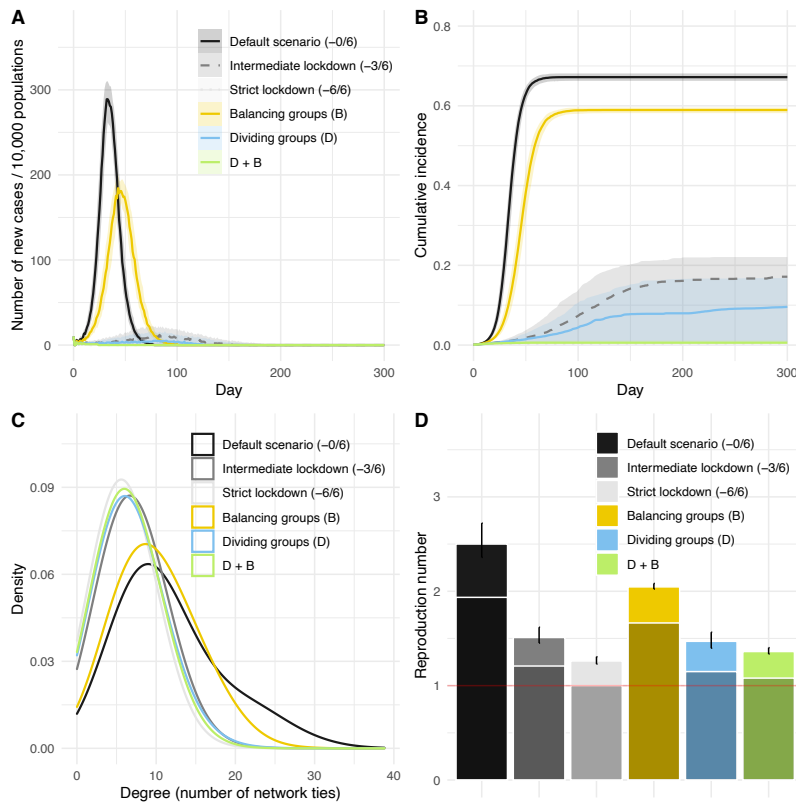 A
Number of new cases / 10,000 populations
300
200
100
0
Default scenario (−0/6)
Intermediate lockdown (−3/6)
Strict lockdown (−6/6)
Balancing groups (B)
Dividing groups (D)
D + B
0 100 200 300
Day
B
Cumulative incidence
0.8
0.6
0.4
0.2
0.0
0 100 200 300
Day
C
Density
0.09
0.06
0.03
0.00
Default scenario (−0/6)
Intermediate lockdown (−3/6)
Strict lockdown (−6/6)
Balancing groups (B)
Dividing groups (D)
D + B
0 10 20 30 40
Degree (number of network ties)
D
Reproduction number
3
2
1
0
Default scenario (−0/6)
Intermediate lockdown (−3/6)
Strict lockdown (−6/6)
Balancing groups (B)
Dividing groups (D)
D + B